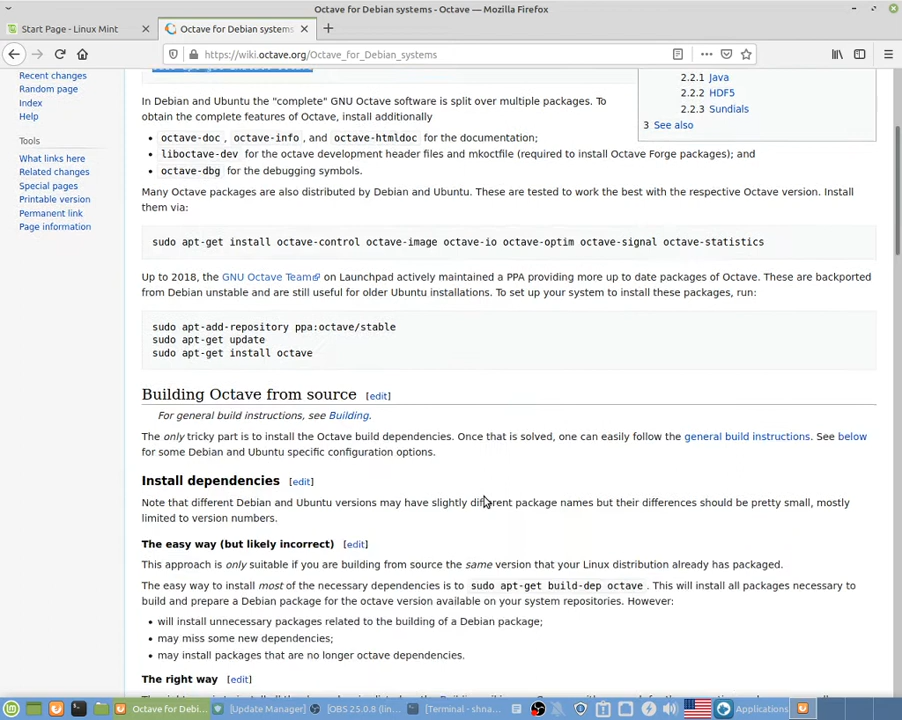 Octave for Debian systems - Octave — Mozilla Firefox
Start Page - Linux Mint
Octave for Debian systems
https://wiki.octave.org/Octave_for_Debian_systems
Recent changes
Random page
Index
Help
Tools
What links here
Related changes
Special pages
Printable version
Permanent link
Page information
2.2.1 Java
2.2.2 HDF5
2.2.3 Sundials
3 See also
In Debian and Ubuntu the "complete" GNU Octave software is split over multiple packages. To
obtain the complete features of Octave, install additionally
octave-doc, octave-info, and octave-htmldoc for the documentation;
liboctave-dev for the octave development header files and mkoctfile (required to install Octave Forge packages); and
octave-dbg for the debugging symbols.
Many Octave packages are also distributed by Debian and Ubuntu. These are tested to work the best with the respective Octave version. Install
them via:
sudo apt-get install octave-control octave-image octave-io octave-optim octave-signal octave-statistics
Up to 2018, the GNU Octave Team on Launchpad actively maintained a PPA providing more up to date packages of Octave. These are backported
from Debian unstable and are still useful for older Ubuntu installations. To set up your system to install these packages, run:
sudo apt-add-repository ppa:octave/stable
sudo apt-get update
sudo apt-get install octave
Building Octave from source [edit]
For general build instructions, see Building.
The only tricky part is to install the Octave build dependencies. Once that is solved, one can easily follow the general build instructions. See below
for some Debian and Ubuntu specific configuration options.
Install dependencies [edit]
Note that different Debian and Ubuntu versions may have slightly different package names but their differences should be pretty small, mostly
limited to version numbers.
The easy way (but likely incorrect) [edit]
This approach is only suitable if you are building from source the same version that your Linux distribution already has packaged.
The easy way to install most of the necessary dependencies is to sudo apt-get build-dep octave. This will install all packages necessary to
build and prepare a Debian package for the octave version available on your system repositories. However:
will install unnecessary packages related to the building of a Debian package;
may miss some new dependencies;
may install packages that are no longer octave dependencies.
The right way [edit]
Octave for Debian
[Update Manager]
[OBS 25.0.8 (lin
[Terminal - shna
Applications